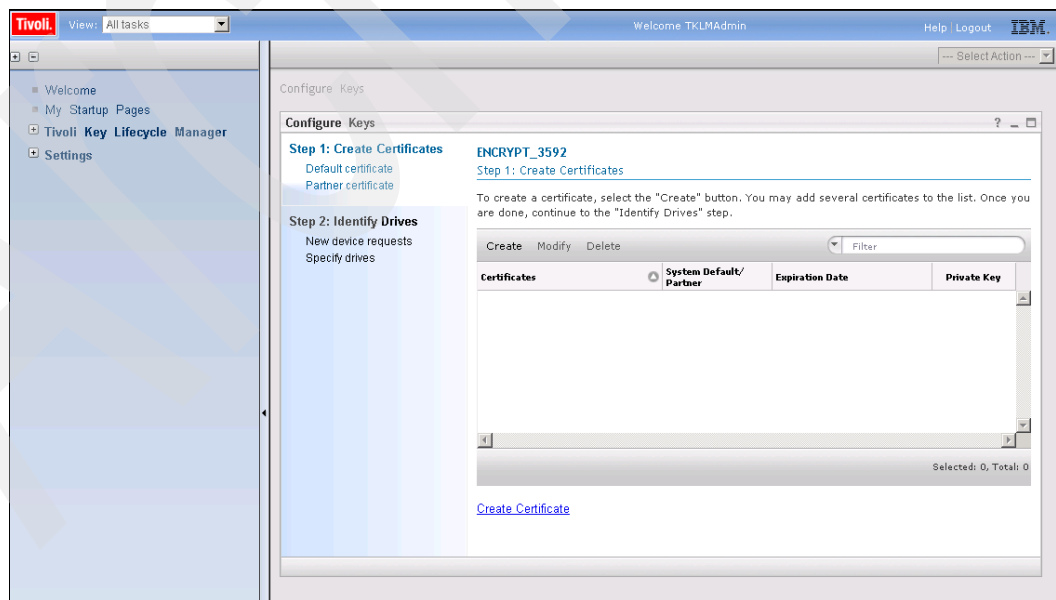 Tivoli. View: All tasks Welcome TKLMAdmin Help | Logout IBM.
--- Select Action ---
Welcome
My Startup Pages
Tivoli Key Lifecycle Manager
Settings
Configure Keys
Configure Keys
Step 1: Create Certificates
Default certificate
Partner certificate
Step 2: Identify Drives
New device requests
Specify drives
ENCRYPT_3592
Step 1: Create Certificates
To create a certificate, select the "Create" button. You may add several certificates to the list. Once you
are done, continue to the "Identify Drives" step.
Create Modify Delete Filter
Certificates System Default/ Expiration Date Private Key
Partner
Selected: 0, Total: 0
Create Certificate